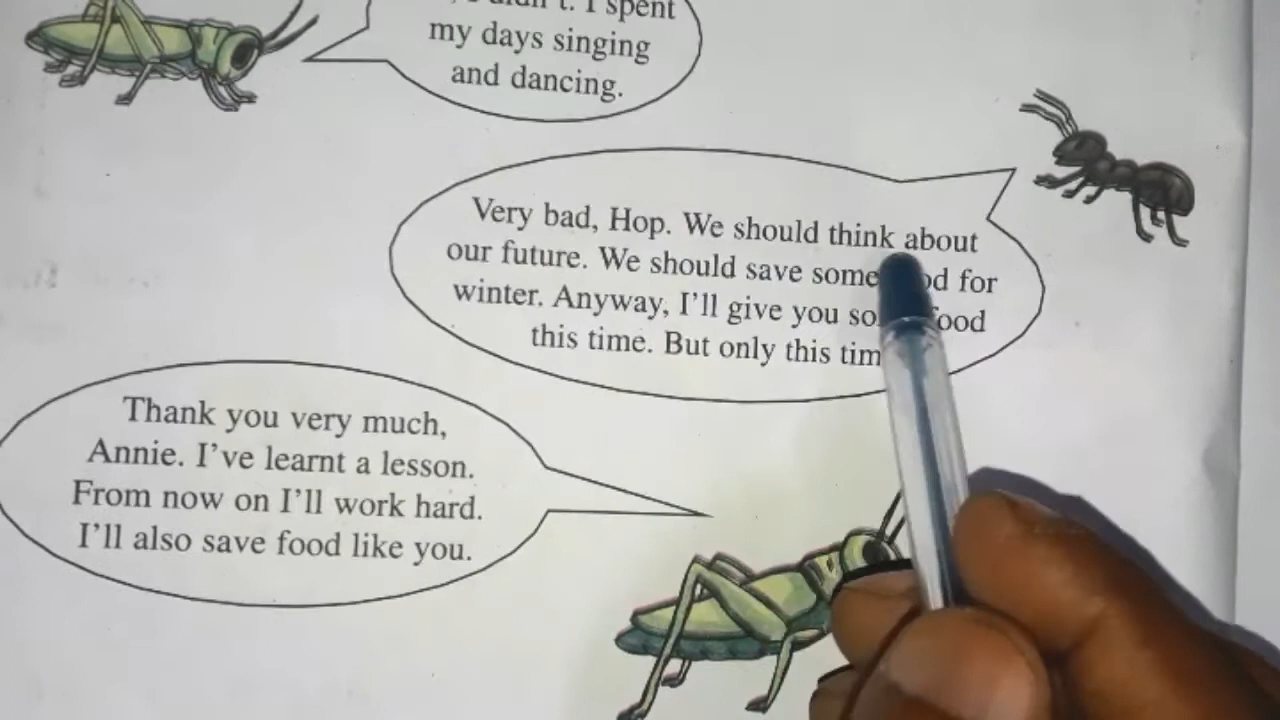 I spent
my days singing
and dancing.
Very bad, Hop. We should think about
our future. We should save some for
winter. Anyway, I'll give you
this time. But only this
Thank you very much,
Annie. I've learnt a lesson.
From now on I'll work hard.
I'll also save food like you.